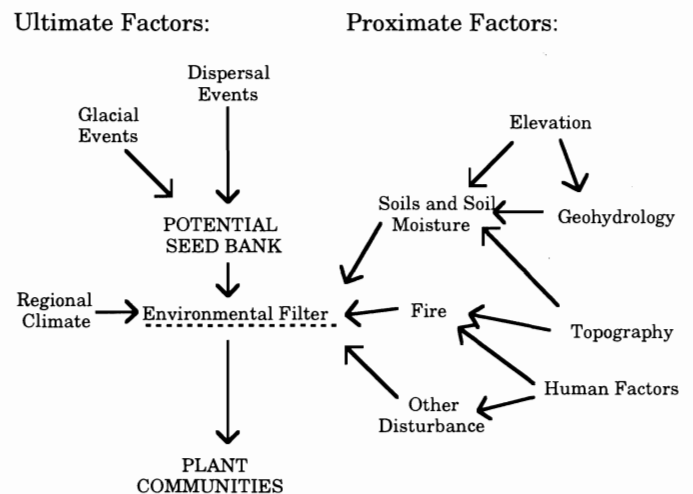 Ultimate Factors:
Proximate Factors:
Dispersal
Events
Glacial
Events
Elevation
Soils and Soil
Moisture
Geohydrology
POTENTIAL
SEED BANK
Regional
Climate
Environmental Filter
Fire
Topography
Human Factors
Other
Disturbance
PLANT
COMMUNITIES